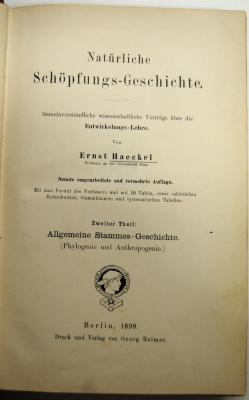 Natürliche
Schöpfungs-Geschichte.
Gemeinverständliche wissenschaftliche Vorträge über die
Entwickelungs-Lehre.
Von
Ernst Haeckel
Professor an der Universität Jena.
Neunte umgearbeitete und vermehrte Auflage.
Mit dem Porträt des Verfassers und mit 30 Tafeln, sowie zahlreichen
Holzschnitten, Stammbäumen und systematischen Tabellen.
Zweiter Theil:
Allgemeine Stammes-Geschichte.
(Phylogenie und Anthropogenie.)
Berlin, 1898.
Druck und Verlag von Georg Reimer.